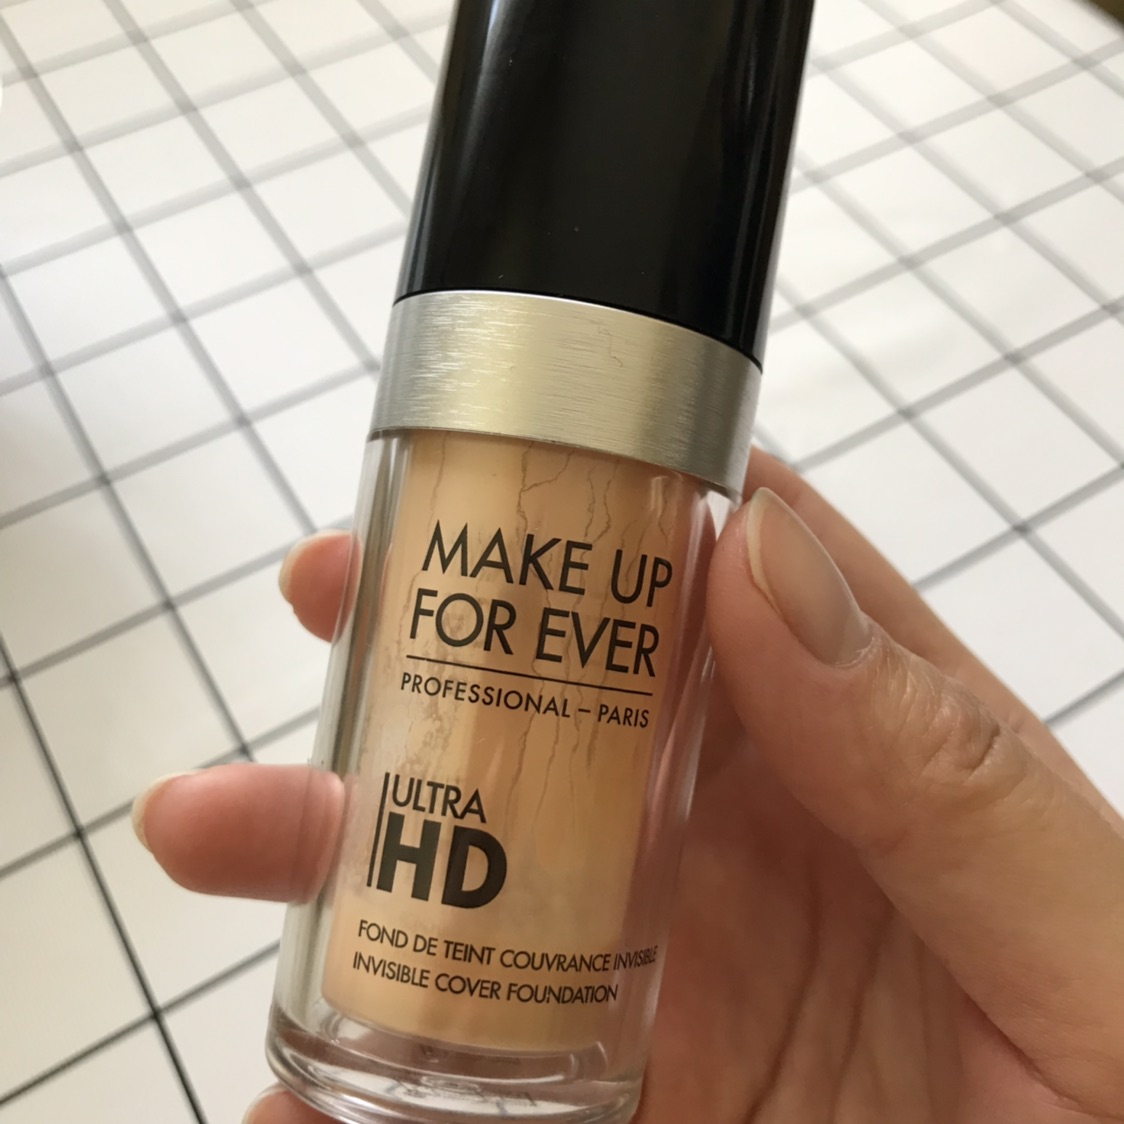 MAKE UP
FOR EVER
PROFESSIONAL – PARIS
ULTRA
HD
FOND DE TEINT COUVRANCE INVISIBLE
INVISIBLE COVER FOUNDATION